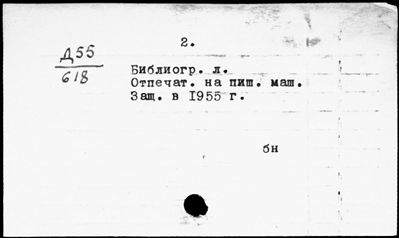 2.
Д55
618
Библиогр. л.
Отпечат. на пиш. маш.
Защ. в 1955 г.
бн